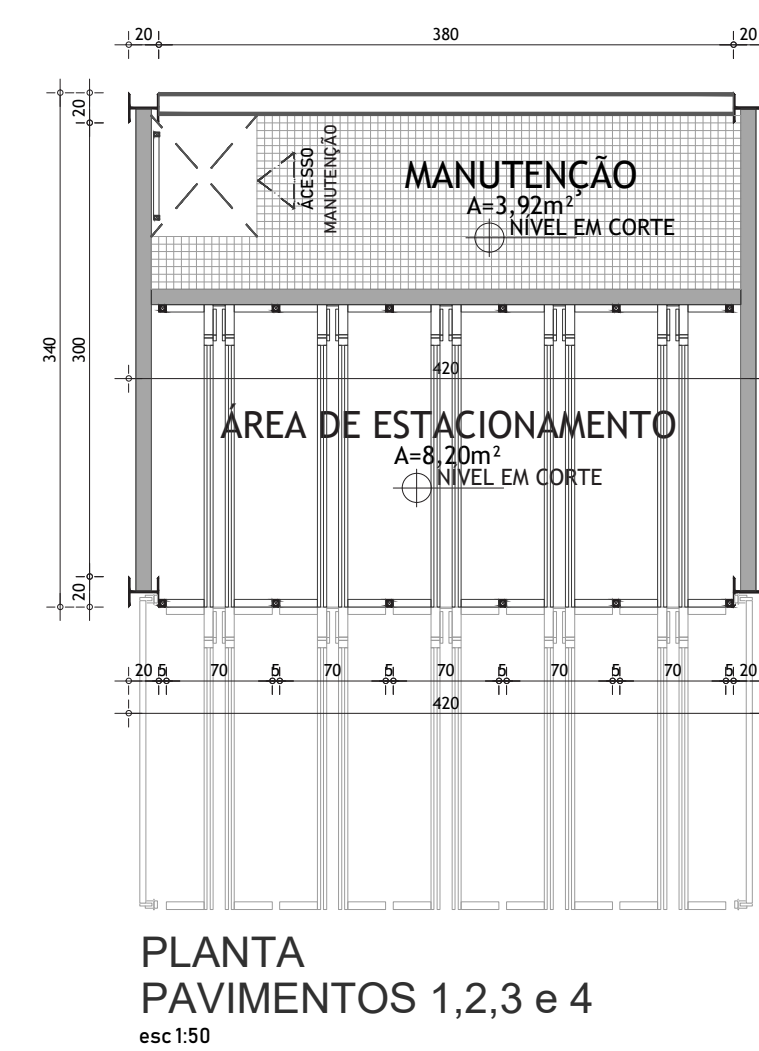 20 380 20
20
ACESSO
MANUTENÇÃO
MANUTENÇÃO
A=3,92m²
NÍVEL EM CORTE
340
300
420
ÁREA DE ESTACIONAMENTO
A=8,20m²
NÍVEL EM CORTE
20
20 5 70 5 70 5 70 5 70 5 70 5 20
420
PLANTA
PAVIMENTOS 1,2,3 e 4
esc 1:50